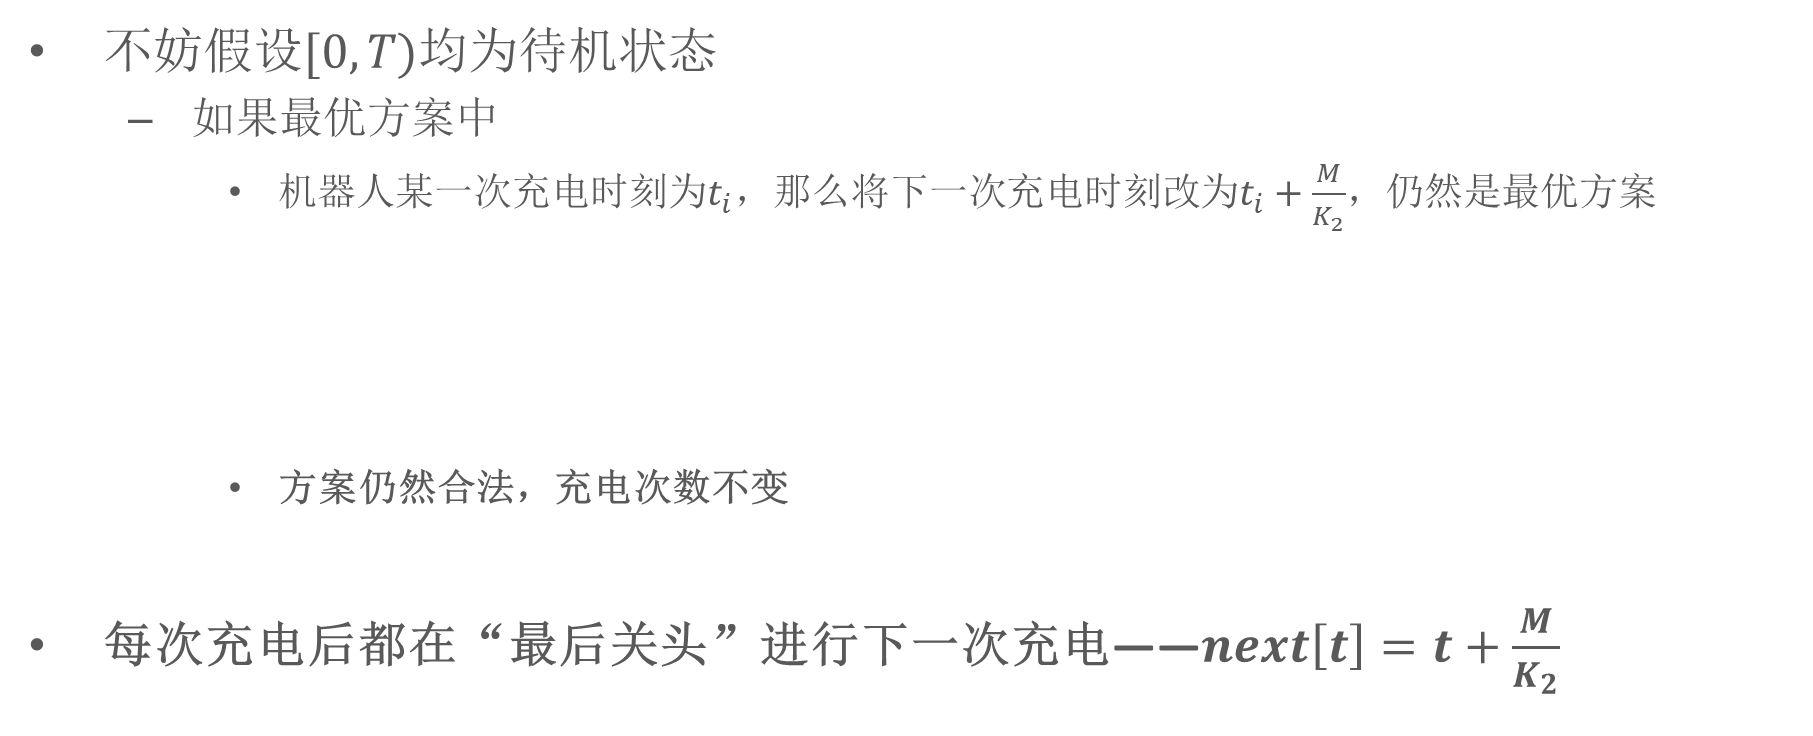 • 不妨假设[0, T)均为待机状态
– 如果最优方案中
• 机器人某一次充电时刻为tᵢ，那么将下一次充电时刻改为tᵢ + M/K₂，仍然是最优方案
• 方案仍然合法，充电次数不变
• 每次充电后都在“最后关头”进行下一次充电——next[t] = t + M/K₂